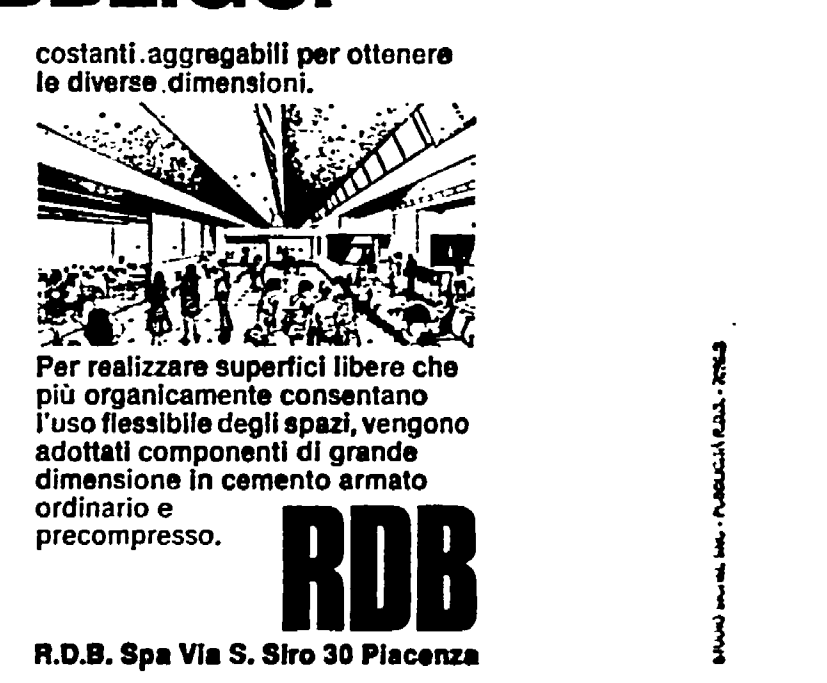 costanti.aggregabili per ottenere
le diverse.dimensioni.
Per realizzare superfici libere che
più organicamente consentano
l'uso flessibile degli spazi, vengono
adottati componenti di grande
dimensione in cemento armato
ordinario e
precompresso.
RDB
R.D.B. Spa Via S. Siro 30 Piacenza